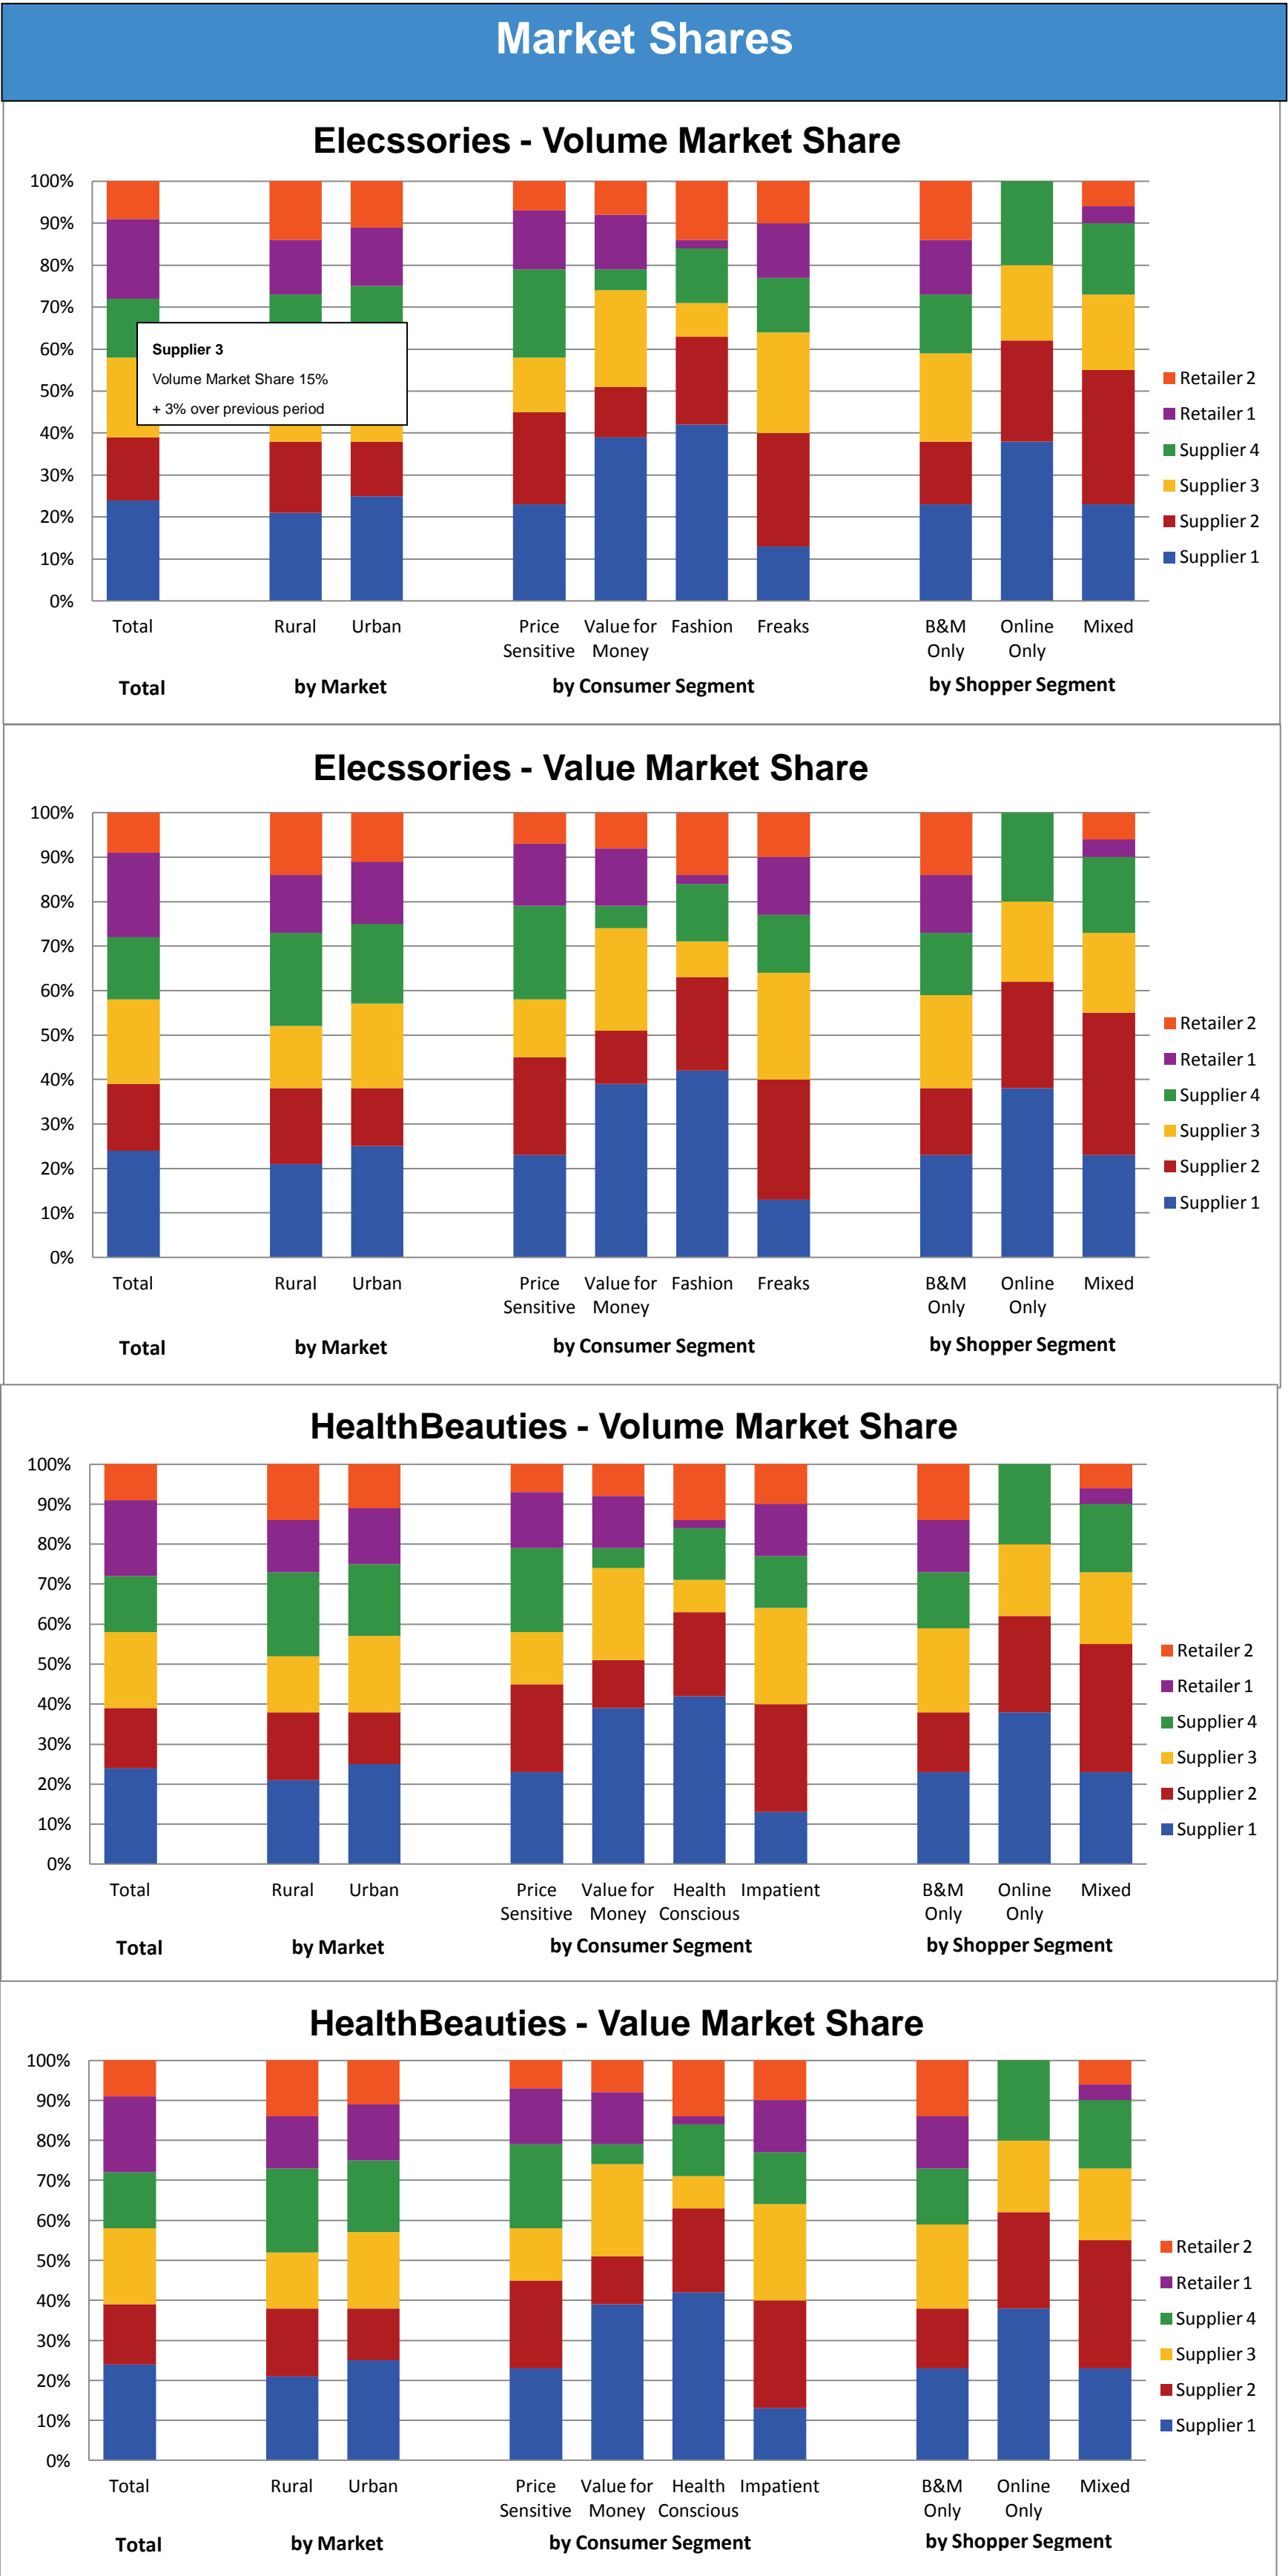 Market Shares
Elecssories - Volume Market Share
100%
90%
80%
70%
60%
50%
40%
30%
20%
10%
0%
Supplier 3
Volume Market Share 15%
+ 3% over previous period
Retailer 2
Retailer 1
Supplier 4
Supplier 3
Supplier 2
Supplier 1
Total Rural Urban Price Value for Fashion Freaks B&M Online Mixed
Sensitive Money Only Only
Total by Market by Consumer Segment by Shopper Segment
Elecssories - Value Market Share
100%
90%
80%
70%
60%
50%
40%
30%
20%
10%
0%
Retailer 2
Retailer 1
Supplier 4
Supplier 3
Supplier 2
Supplier 1
Total Rural Urban Price Value for Fashion Freaks B&M Online Mixed
Sensitive Money Only Only
Total by Market by Consumer Segment by Shopper Segment
HealthBeauties - Volume Market Share
100%
90%
80%
70%
60%
50%
40%
30%
20%
10%
0%
Retailer 2
Retailer 1
Supplier 4
Supplier 3
Supplier 2
Supplier 1
Total Rural Urban Price Value for Health Impatient B&M Online Mixed
Sensitive Money Conscious Only Only
Total by Market by Consumer Segment by Shopper Segment
HealthBeauties - Value Market Share
100%
90%
80%
70%
60%
50%
40%
30%
20%
10%
0%
Retailer 2
Retailer 1
Supplier 4
Supplier 3
Supplier 2
Supplier 1
Total Rural Urban Price Value for Health Impatient B&M Online Mixed
Sensitive Money Conscious Only Only
Total by Market by Consumer Segment by Shopper Segment